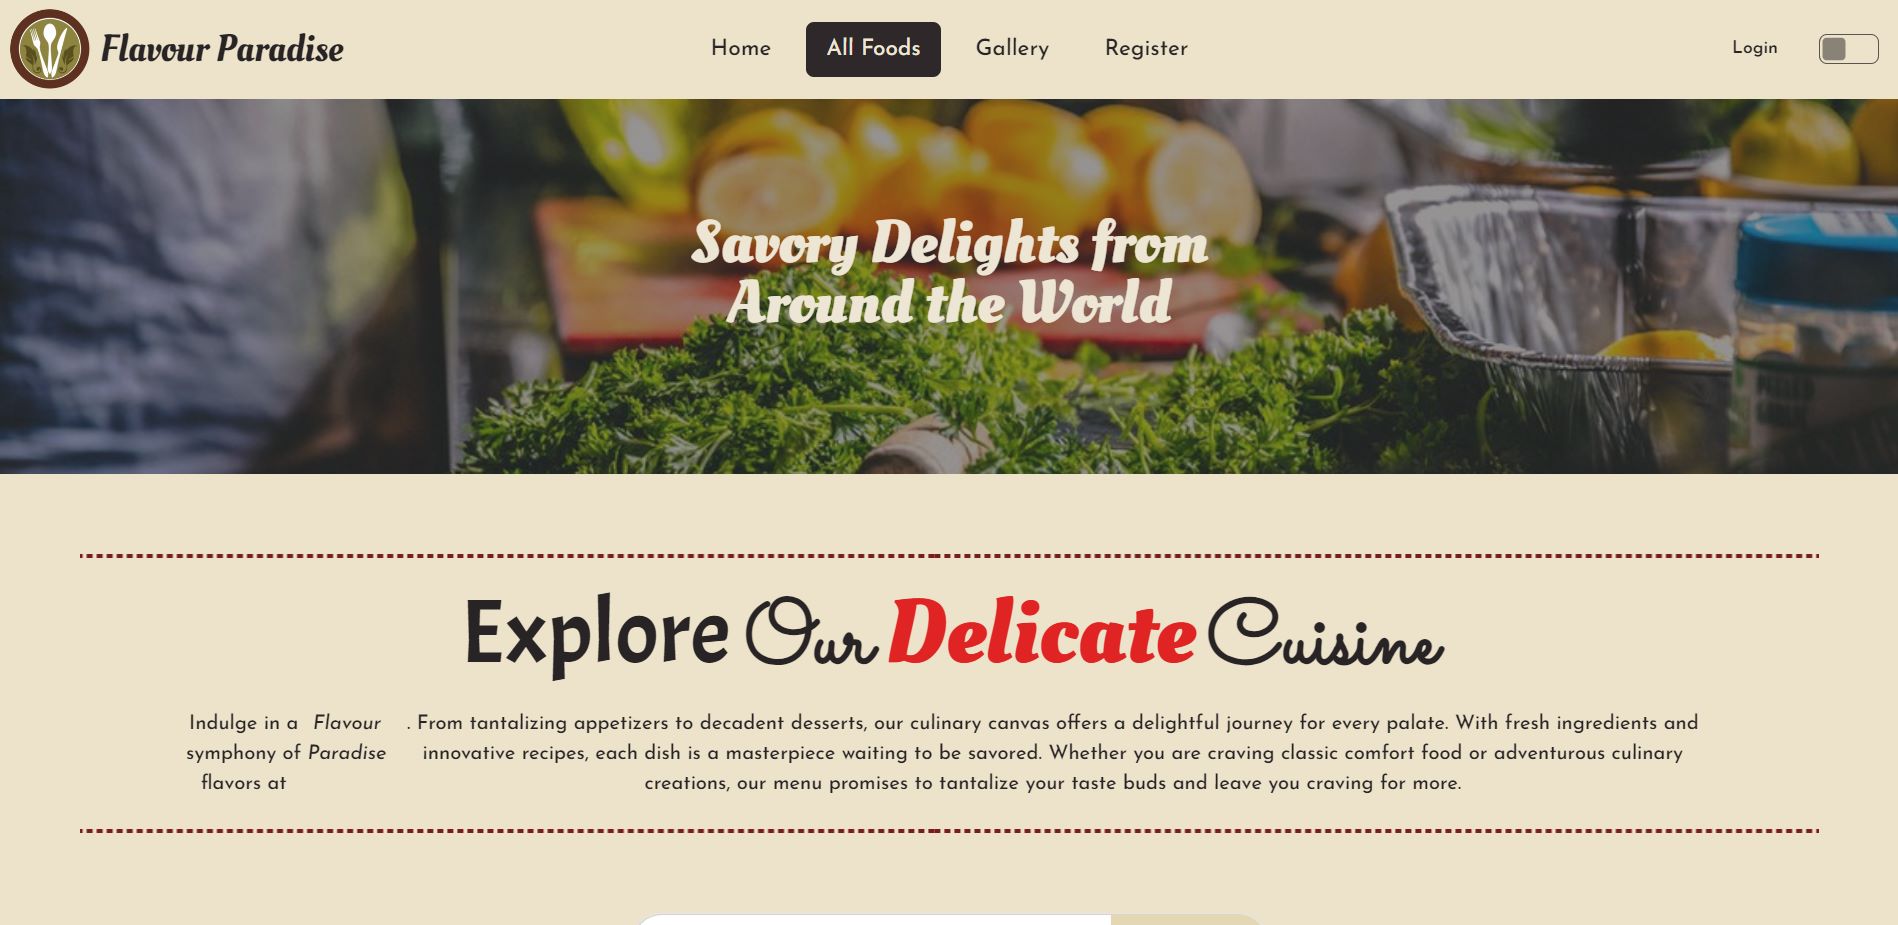 Flavour Paradise
Home
All Foods
Gallery
Register
Login
Savory Delights from
Around the World
Explore Our Delicate Cuisine
Indulge in a
symphony of
flavors at
Flavour
Paradise
. From tantalizing appetizers to decadent desserts, our culinary canvas offers a delightful journey for every palate. With fresh ingredients and
innovative recipes, each dish is a masterpiece waiting to be savored. Whether you are craving classic comfort food or adventurous culinary
creations, our menu promises to tantalize your taste buds and leave you craving for more.